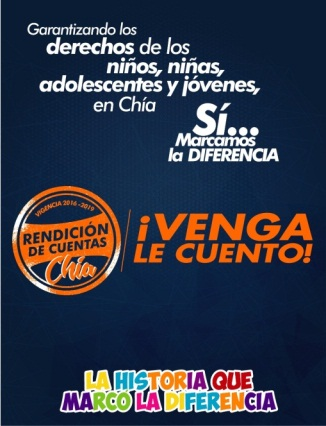 Garantizando los
derechos de los
niños, niñas,
adolescentes y jóvenes,
en Chía
Sí...
Marcamos
la DIFERENCIA
VIGENCIA 2016-2019
RENDICIÓN
DE CUENTAS
Chía
¡VENGA
LE CUENTO!
LA HISTORIA QUE
MARCO LA DIFERENCIA